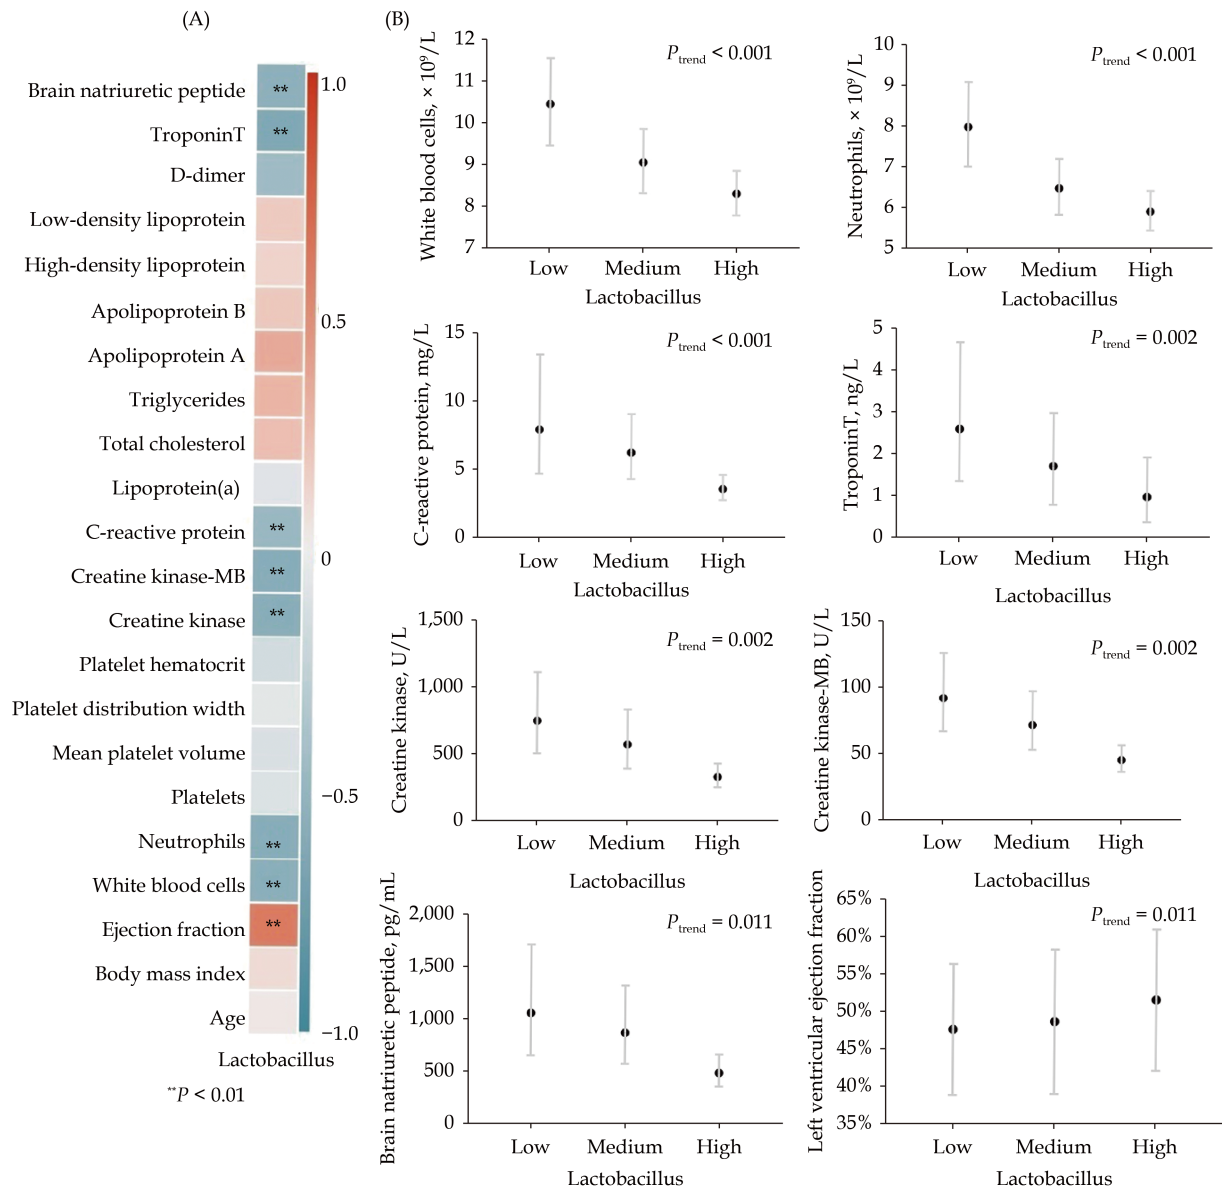 (A)
Brain natriuretic peptide **
TroponinT **
D-dimer
Low-density lipoprotein
High-density lipoprotein
Apolipoprotein B
Apolipoprotein A
Triglycerides
Total cholesterol
Lipoprotein(a)
C-reactive protein **
Creatine kinase-MB **
Creatine kinase **
Platelet hematocrit
Platelet distribution width
Mean platelet volume
Platelets
Neutrophils **
White blood cells **
Ejection fraction **
Body mass index
Age
Lactobacillus
**P < 0.01
1.0
0.5
0
−0.5
−1.0
(B)
White blood cells, × 10⁹/L
12
11
10
9
8
7
Ptrend < 0.001
Low Medium High
Lactobacillus
Neutrophils, × 10⁹/L
10
9
8
7
6
5
Ptrend < 0.001
Low Medium High
Lactobacillus
C-reactive protein, mg/L
15
10
5
0
Ptrend < 0.001
Low Medium High
Lactobacillus
TroponinT, ng/L
5
4
3
2
1
0
Ptrend = 0.002
Low Medium High
Lactobacillus
Creatine kinase, U/L
1,500
1,000
500
0
Ptrend = 0.002
Low Medium High
Lactobacillus
Creatine kinase-MB, U/L
150
100
50
0
Ptrend = 0.002
Low Medium High
Lactobacillus
Brain natriuretic peptide, pg/mL
2,000
1,500
1,000
500
0
Ptrend = 0.011
Low Medium High
Lactobacillus
Left ventricular ejection fraction
65%
60%
55%
50%
45%
40%
35%
Ptrend = 0.011
Low Medium High
Lactobacillus